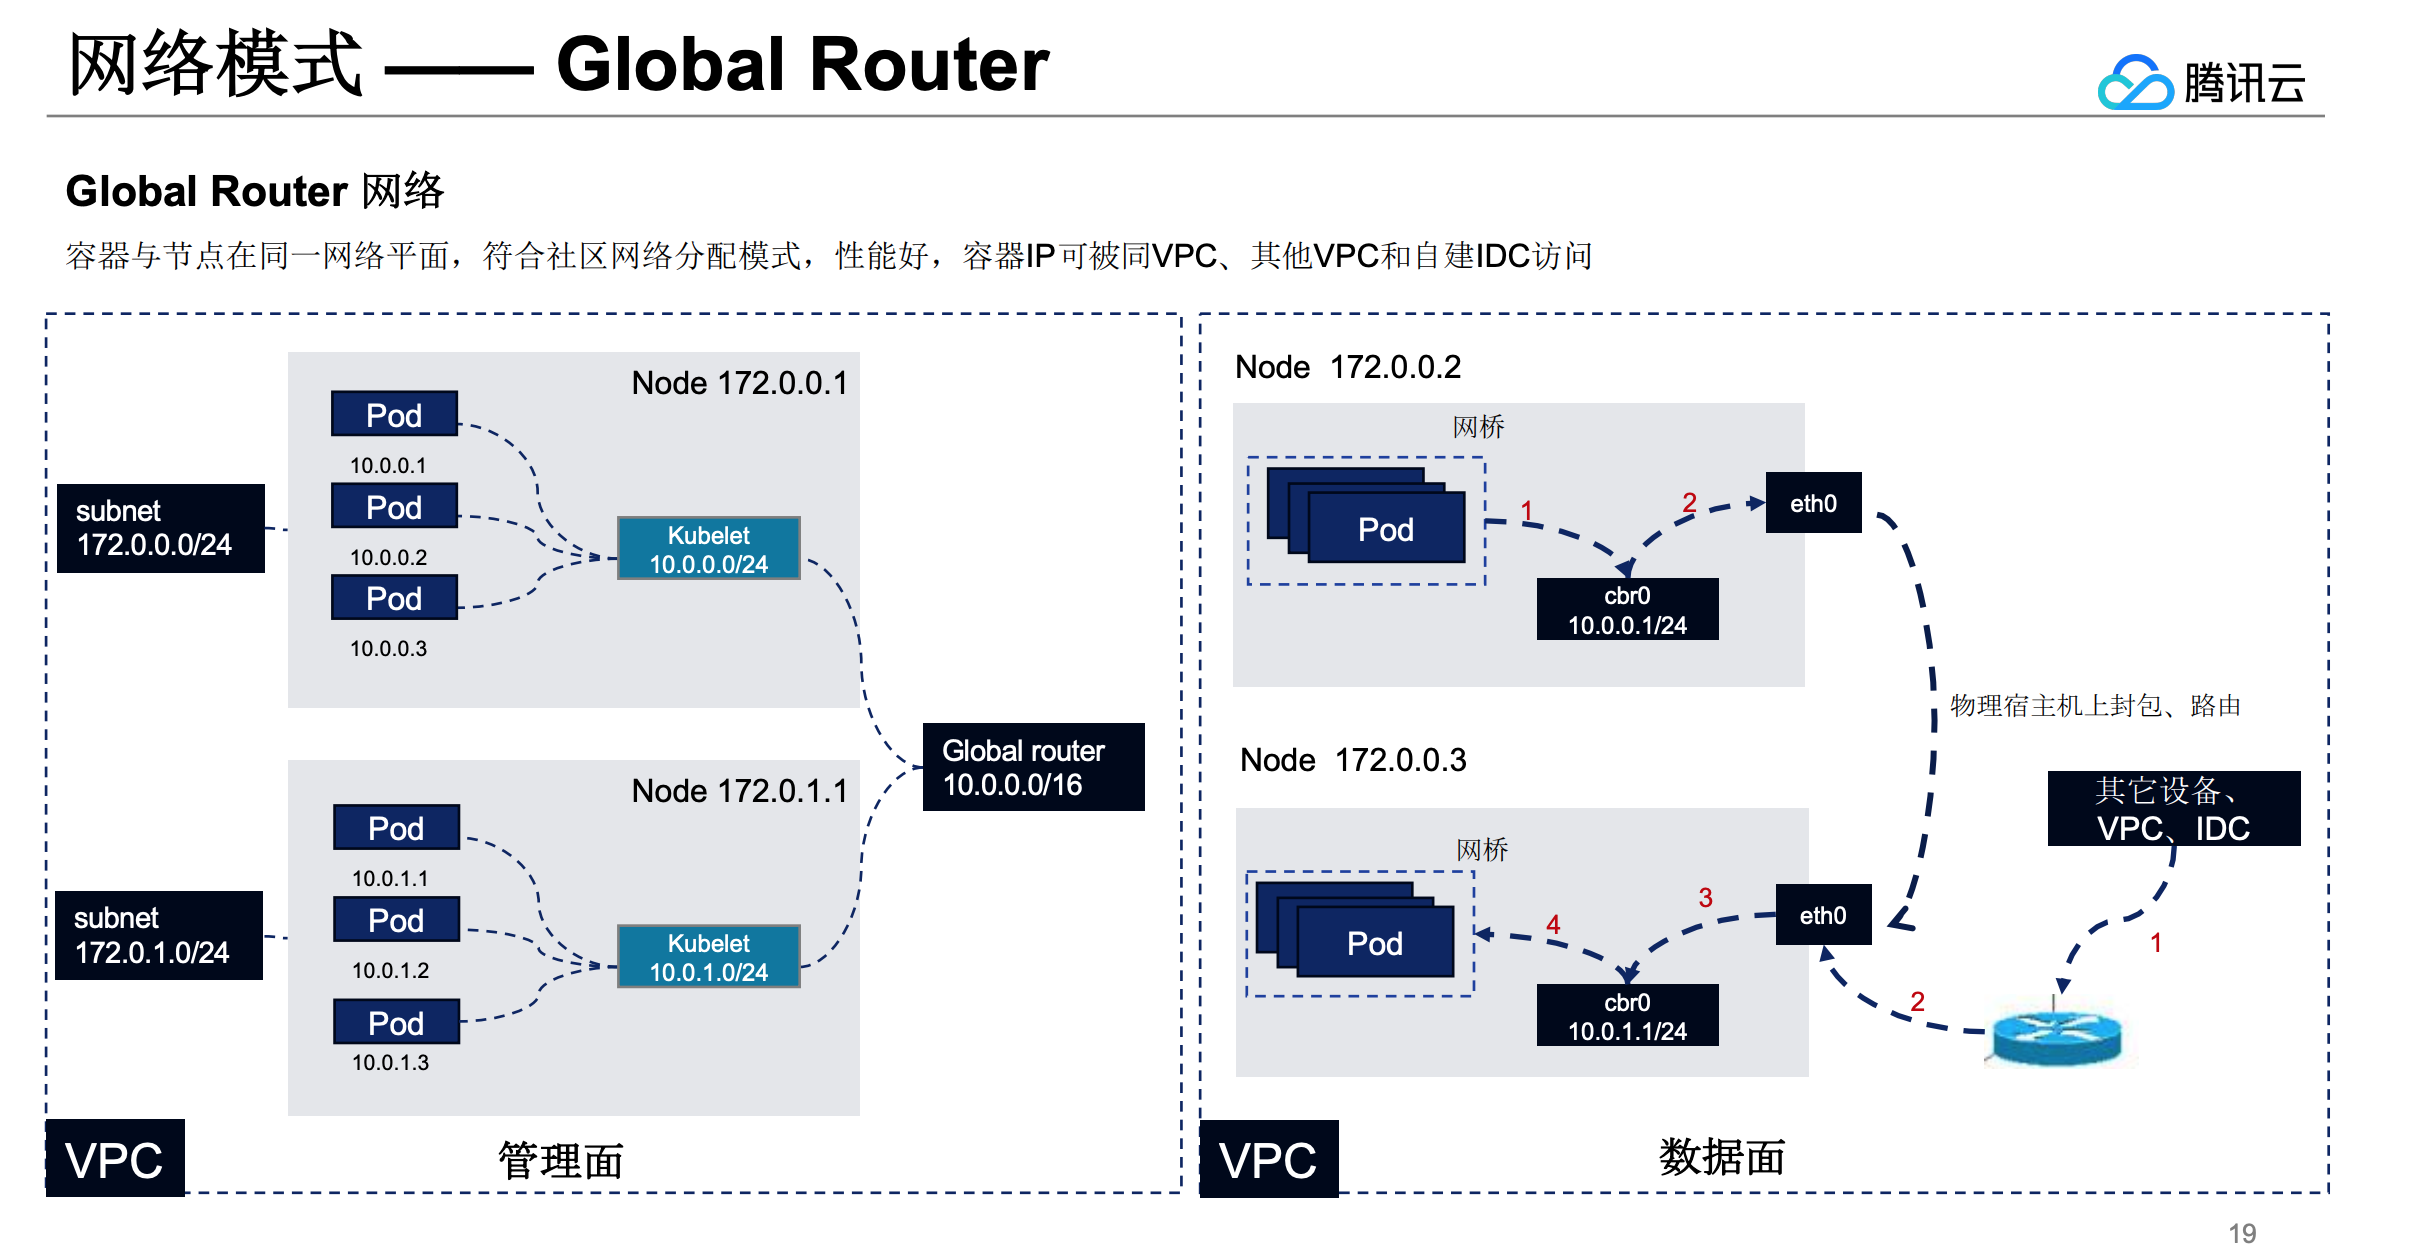 网络模式 —— Global Router
腾讯云
Global Router 网络
容器与节点在同一网络平面，符合社区网络分配模式，性能好，容器IP可被同VPC、其他VPC和自建IDC访问
Node 172.0.0.1
Pod
10.0.0.1
Pod
10.0.0.2
Pod
10.0.0.3
subnet
172.0.0.0/24
Kubelet
10.0.0.0/24
Global router
10.0.0.0/16
Node 172.0.1.1
Pod
10.0.1.1
Pod
10.0.1.2
Pod
10.0.1.3
subnet
172.0.1.0/24
Kubelet
10.0.1.0/24
VPC
管理面
Node 172.0.0.2
网桥
Pod
1
2
eth0
cbr0
10.0.0.1/24
物理宿主机上封包、路由
Node 172.0.0.3
其它设备、
VPC、IDC
网桥
Pod
4
3
eth0
1
2
cbr0
10.0.1.1/24
VPC
数据面
19